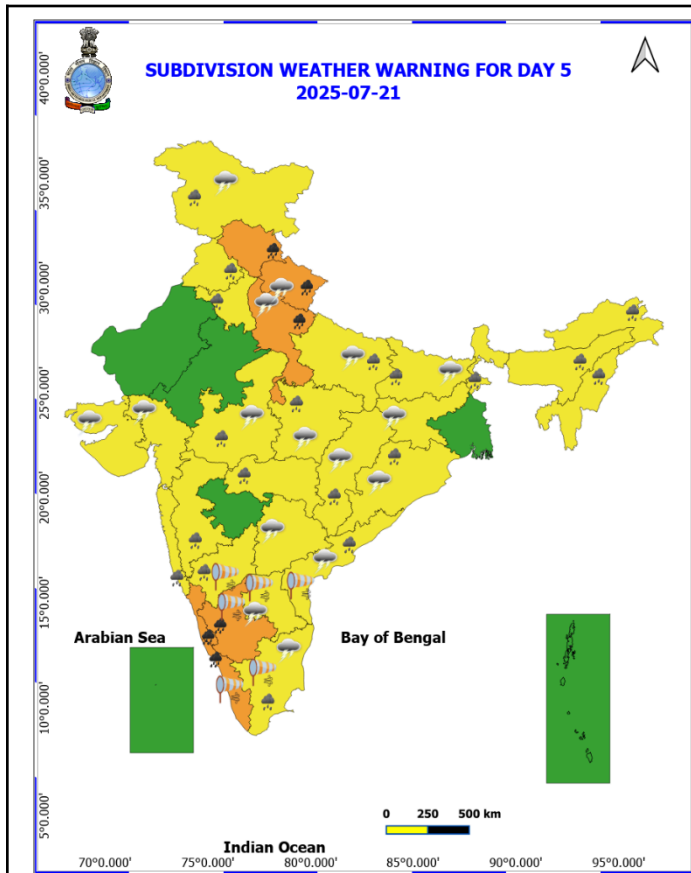 SUBDIVISION WEATHER WARNING FOR DAY 5
2025-07-21
40°0.000'
35°0.000'
30°0.000'
25°0.000'
20°0.000'
15°0.000'
10°0.000'
5°0.000'
Arabian Sea
Bay of Bengal
0 250 500 km
Indian Ocean
70°0.000' 75°0.000' 80°0.000' 85°0.000' 90°0.000' 95°0.000'